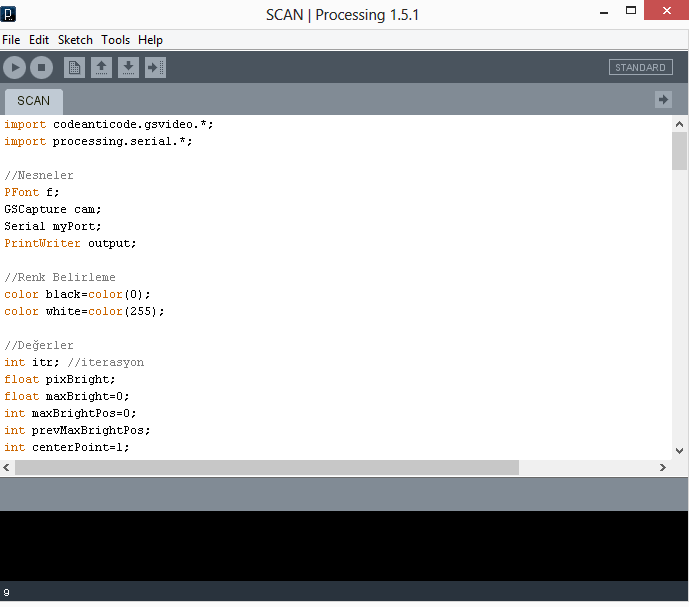 SCAN | Processing 1.5.1
File Edit Sketch Tools Help
STANDARD
SCAN
import codeanticode.gsvideo.*;
import processing.serial.*;
//Nesneler
PFont f;
GSCapture cam;
Serial myPort;
PrintWriter output;
//Renk Belirleme
color black=color(0);
color white=color(255);
//Değerler
int itr; //iterasyon
float pixBright;
float maxBright=0;
int maxBrightPos=0;
int prevMaxBrightPos;
int centerPoint=1;
9